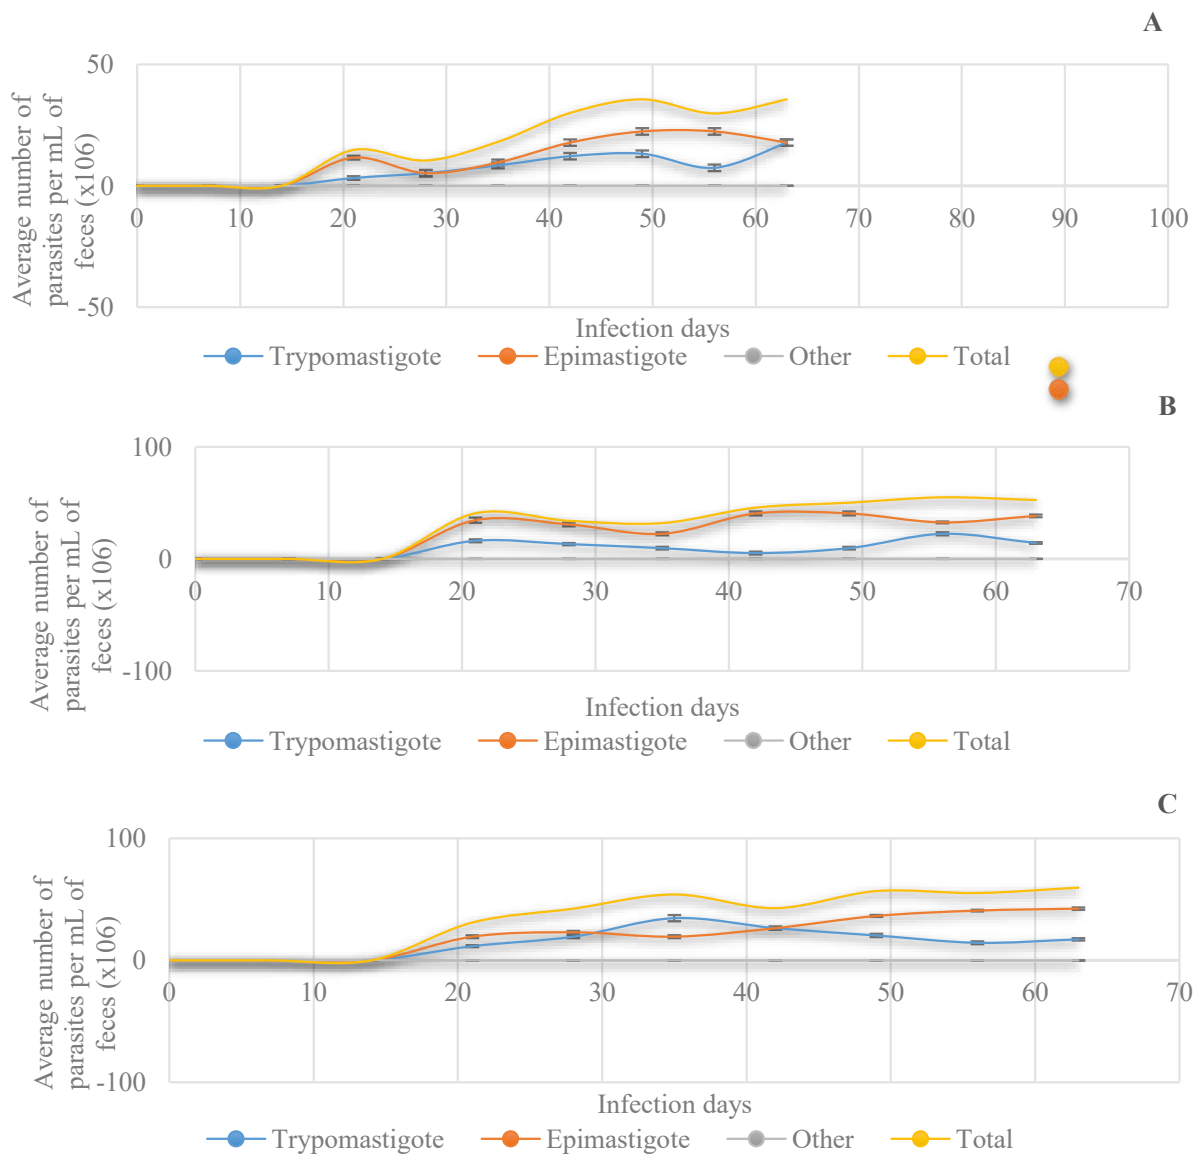 A
Average number of
parasites per mL of
feces (x106)
50
0
-50
0 10 20 30 40 50 60 70 80 90 100
Infection days
Trypomastigote Epimastigote Other Total
B
Average number of
parasites per mL of
feces (x106)
100
0
-100
0 10 20 30 40 50 60 70
Infection days
Trypomastigote Epimastigote Other Total
C
Average number of
parasites per mL of
feces (x106)
100
0
-100
0 10 20 30 40 50 60 70
Infection days
Trypomastigote Epimastigote Other Total